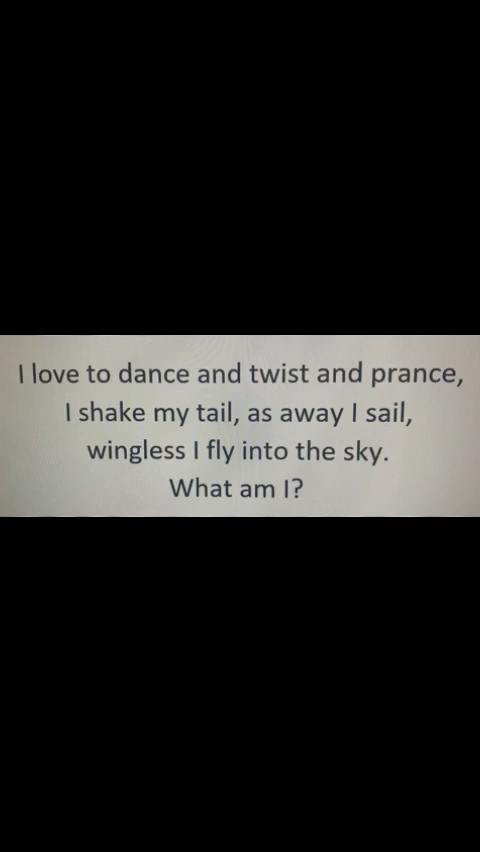 I love to dance and twist and prance,
I shake my tail, as away I sail,
wingless I fly into the sky.
What am I?